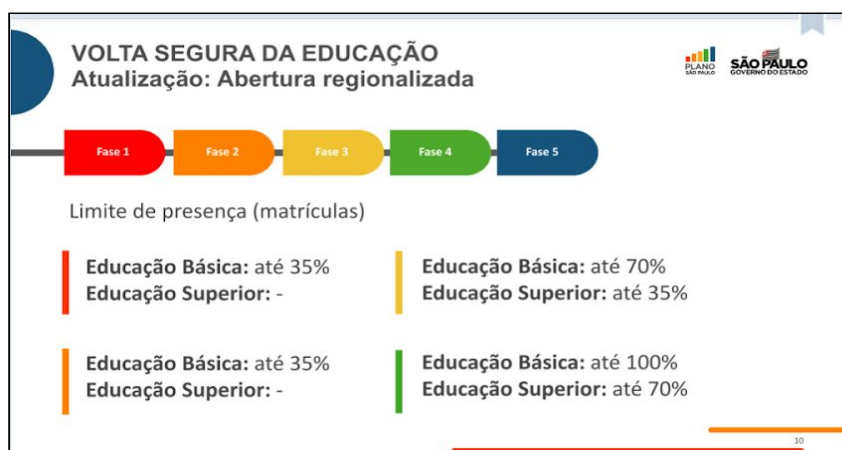 VOLTA SEGURA DA EDUCAÇÃO
Atualização: Abertura regionalizada
PLANO
SÃO PAULO
SÃO PAULO
GOVERNO DO ESTADO
Fase 1
Fase 2
Fase 3
Fase 4
Fase 5
Limite de presença (matrículas)
Educação Básica: até 35%
Educação Superior: -
Educação Básica: até 70%
Educação Superior: até 35%
Educação Básica: até 35%
Educação Superior: -
Educação Básica: até 100%
Educação Superior: até 70%
10